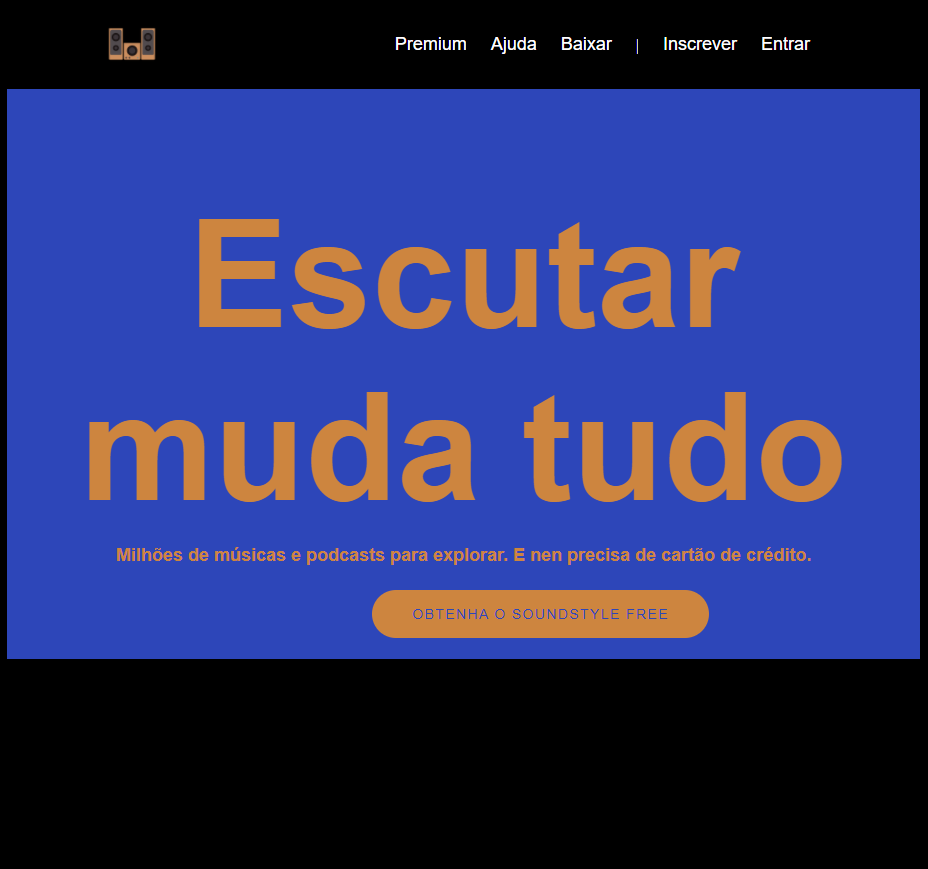 Premium Ajuda Baixar | Inscrever Entrar
Escutar
muda tudo
Milhões de músicas e podcasts para explorar. E nen precisa de cartão de crédito.
OBTENHA O SOUNDSTYLE FREE